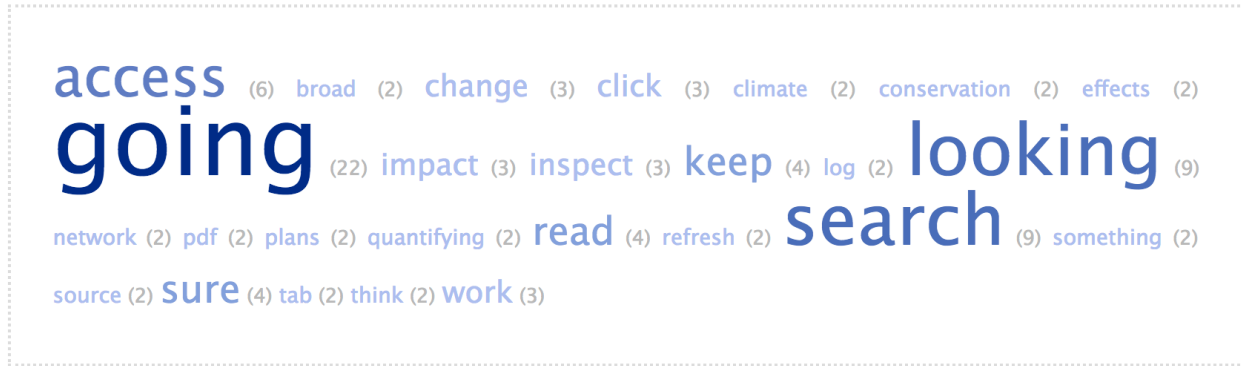 access (6) broad (2) change (3) click (3) climate (2) conservation (2) effects (2)
going (22) impact (3) inspect (3) keep (4) log (2) looking (9)
network (2) pdf (2) plans (2) quantifying (2) read (4) refresh (2) search (9) something (2)
source (2) sure (4) tab (2) think (2) work (3)